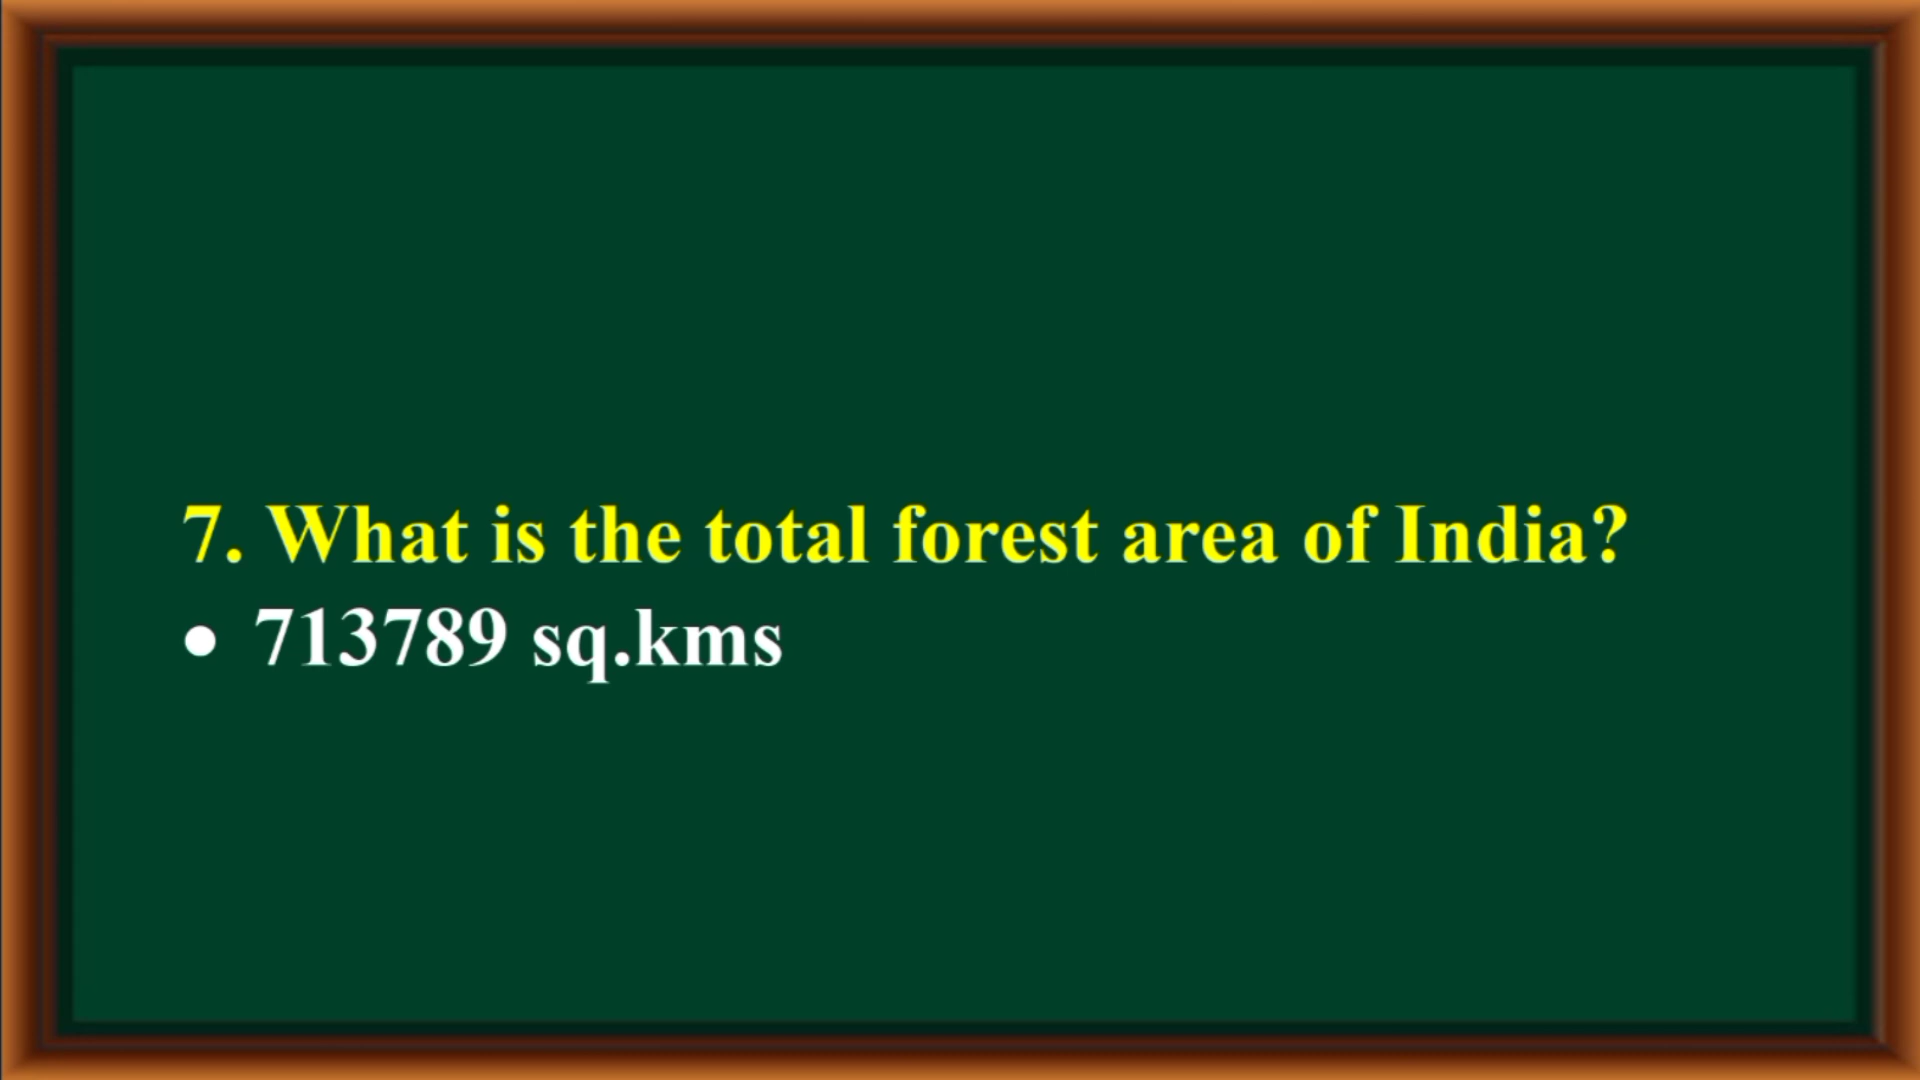 7. What is the total forest area of India?
• 713789 sq.kms